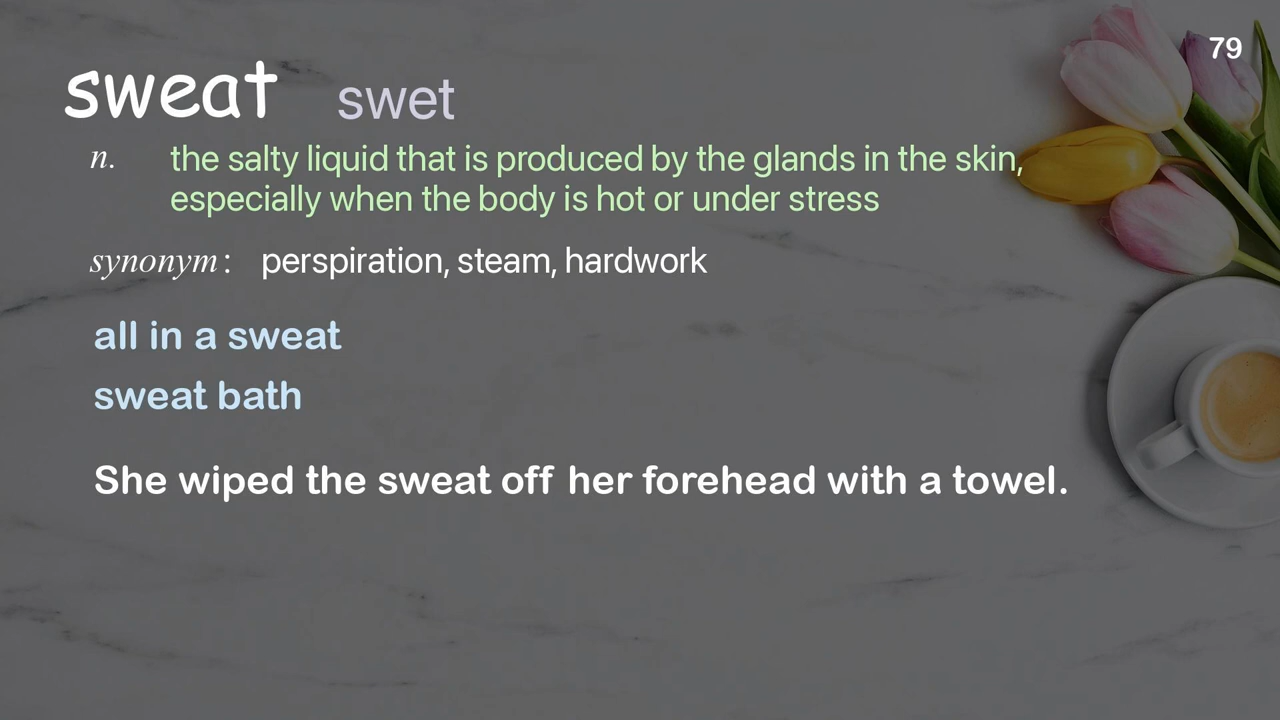 79
sweat swet
n. the salty liquid that is produced by the glands in the skin,
especially when the body is hot or under stress
synonym: perspiration, steam, hardwork
all in a sweat
sweat bath
She wiped the sweat off her forehead with a towel.